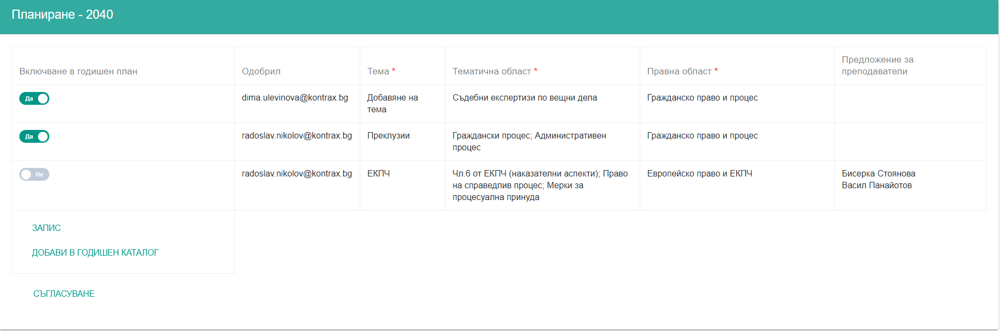 Планиране - 2040
Включване в годишен план
Одобрил
Тема *
Тематична област *
Правна област *
Предложение за
преподаватели
Да
dima.ulevinova@kontrax.bg
Добавяне на
тема
Съдебни експертизи по вещни дела
Гражданско право и процес
Да
radoslav.nikolov@kontrax.bg
Преклузии
Граждански процес; Административен
процес
Гражданско право и процес
Не
radoslav.nikolov@kontrax.bg
ЕКПЧ
Чл.6 от ЕКПЧ (наказателни аспекти); Право
на справедлив процес; Мерки за
процесуална принуда
Европейско право и ЕКПЧ
Бисерка Стоянова
Васил Панайотов
ЗАПИС
ДОБАВИ В ГОДИШЕН КАТАЛОГ
СЪГЛАСУВАНЕ